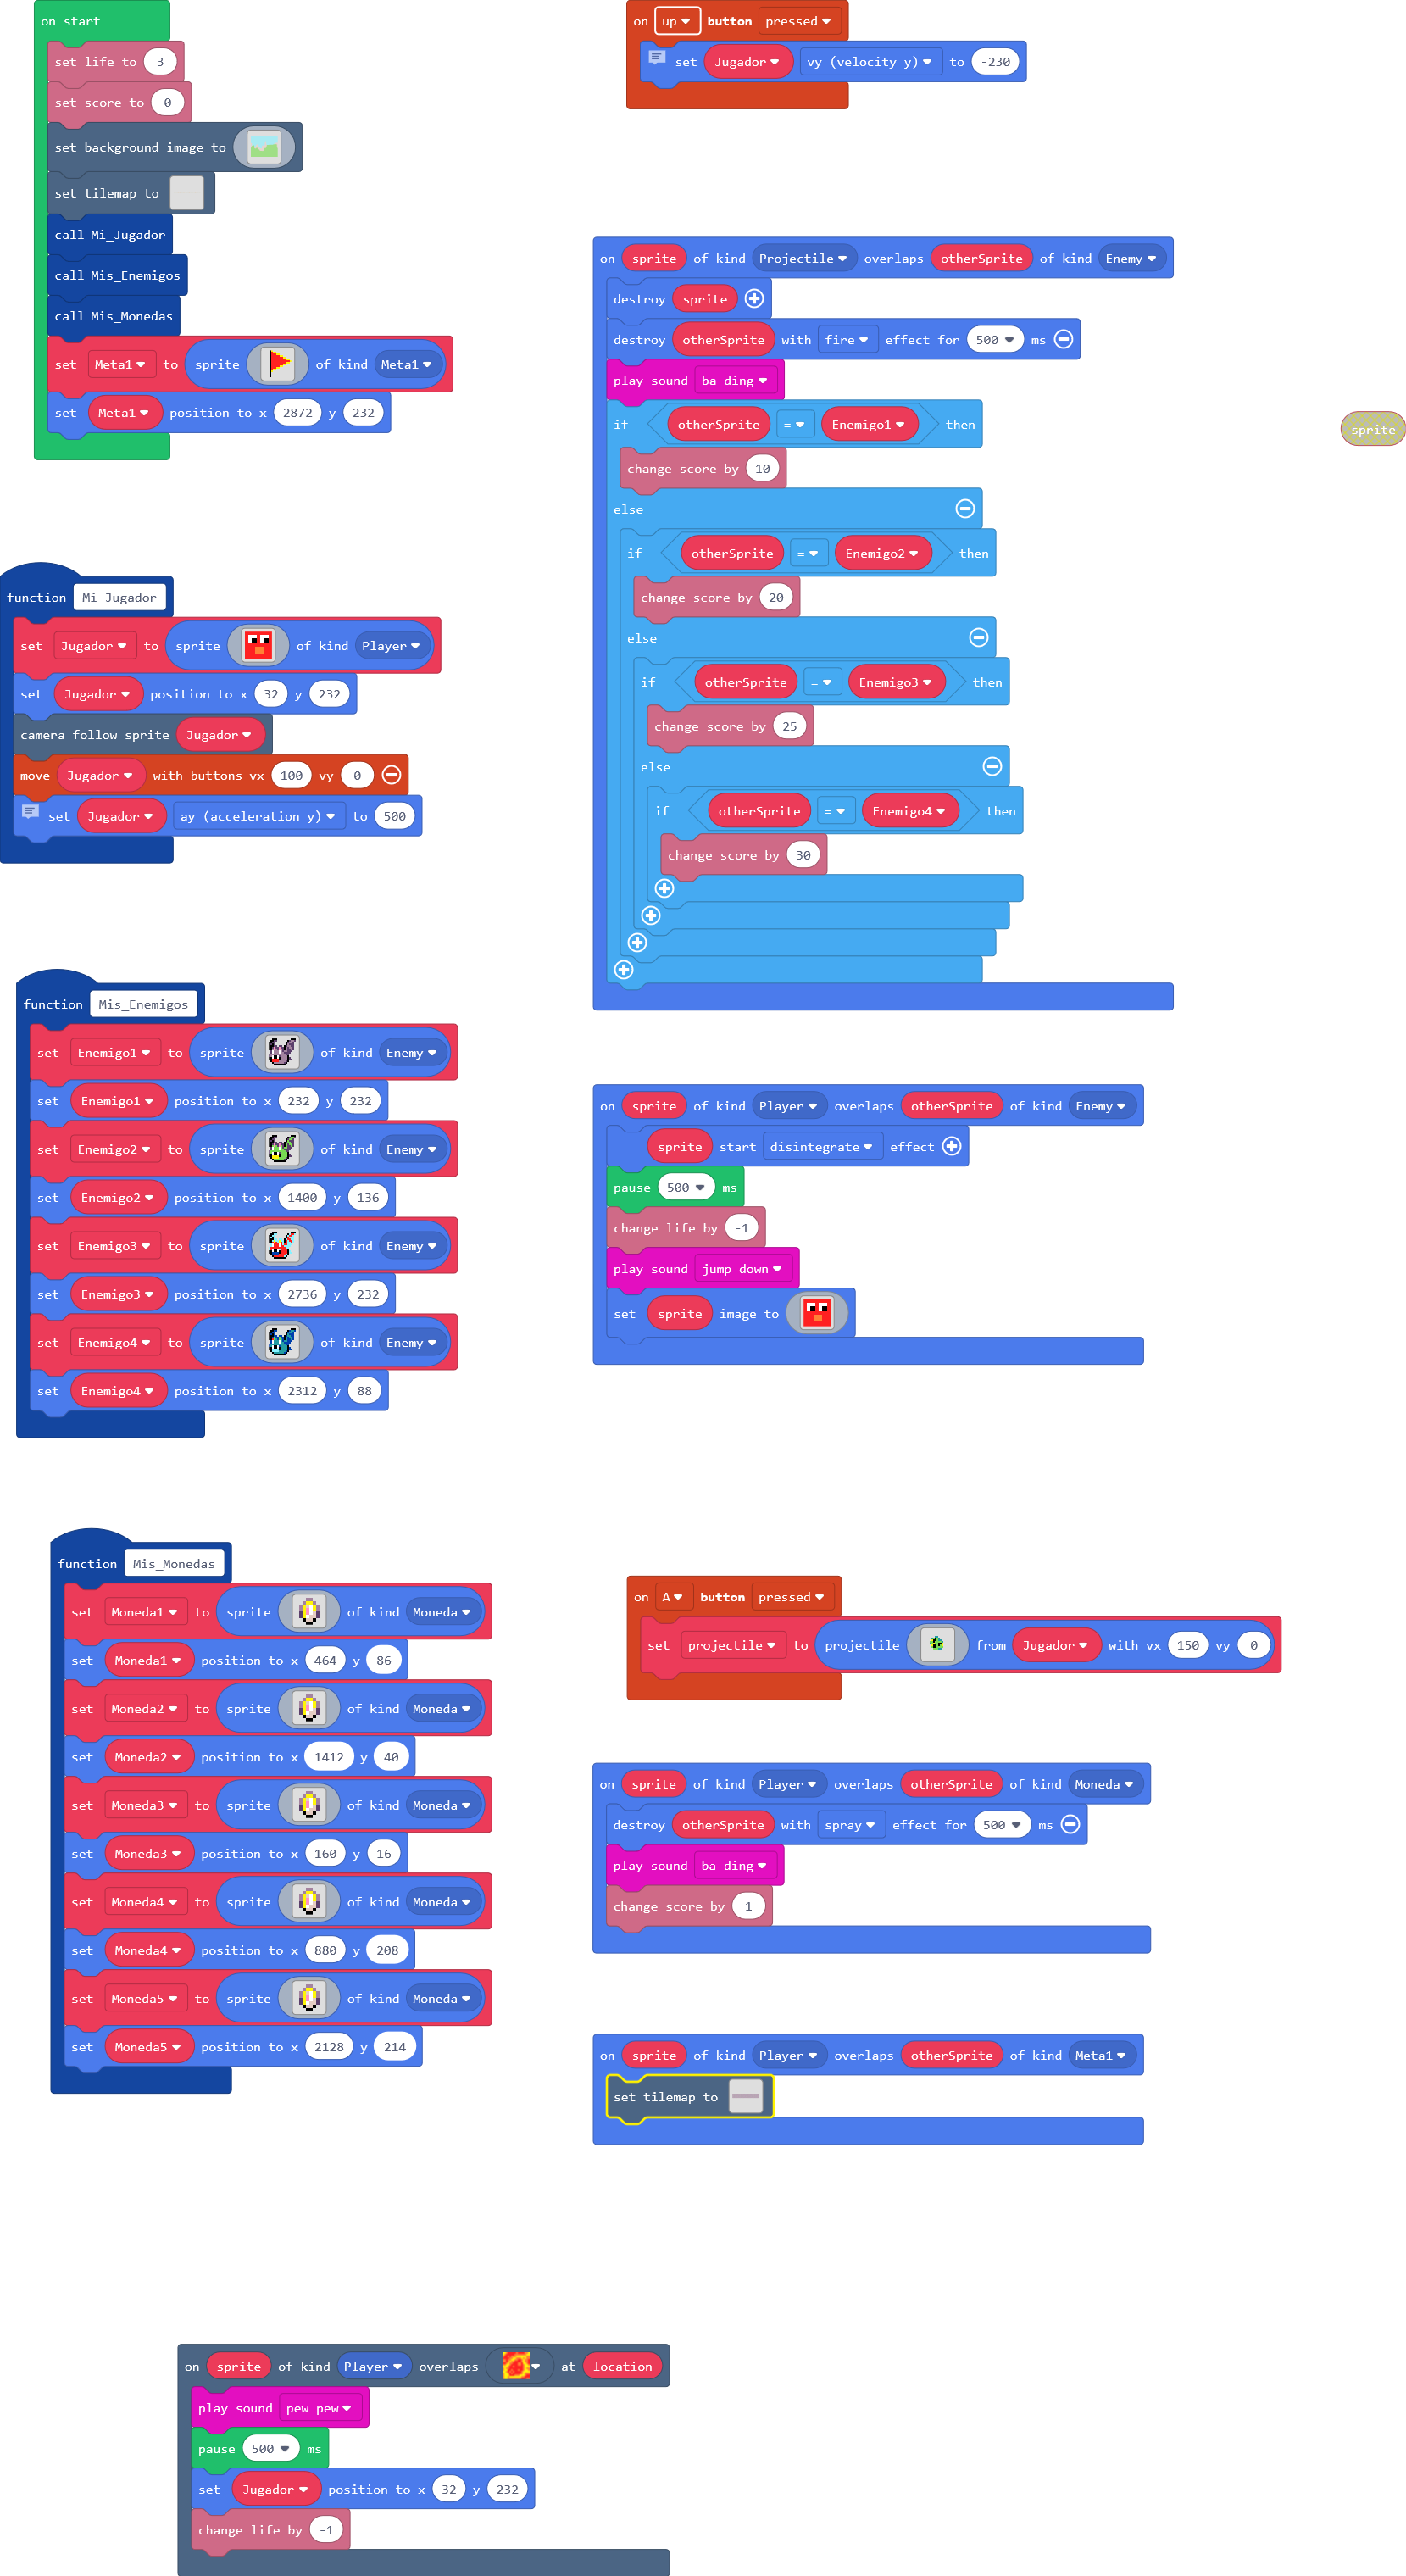 on start
set life to 3
set score to 0
set background image to
set tilemap to
call Mi_Jugador
call Mis_Enemigos
call Mis_Monedas
set Meta1 to sprite of kind Meta1
set Meta1 position to x 2872 y 232
function Mi_Jugador
set Jugador to sprite of kind Player
set Jugador position to x 32 y 232
camera follow sprite Jugador
move Jugador with buttons vx 100 vy 0
set Jugador ay (acceleration y) to 500
function Mis_Enemigos
set Enemigo1 to sprite of kind Enemy
set Enemigo1 position to x 232 y 232
set Enemigo2 to sprite of kind Enemy
set Enemigo2 position to x 1400 y 136
set Enemigo3 to sprite of kind Enemy
set Enemigo3 position to x 2736 y 232
set Enemigo4 to sprite of kind Enemy
set Enemigo4 position to x 2312 y 88
function Mis_Monedas
set Moneda1 to sprite of kind Moneda
set Moneda1 position to x 464 y 86
set Moneda2 to sprite of kind Moneda
set Moneda2 position to x 1412 y 40
set Moneda3 to sprite of kind Moneda
set Moneda3 position to x 160 y 16
set Moneda4 to sprite of kind Moneda
set Moneda4 position to x 880 y 208
set Moneda5 to sprite of kind Moneda
set Moneda5 position to x 2128 y 214
on up button pressed
set Jugador vy (velocity y) to -230
on sprite of kind Projectile overlaps otherSprite of kind Enemy
destroy sprite
destroy otherSprite with fire effect for 500 ms
play sound ba ding
if otherSprite = Enemigo1 then
change score by 10
else
if otherSprite = Enemigo2 then
change score by 20
else
if otherSprite = Enemigo3 then
change score by 25
else
if otherSprite = Enemigo4 then
change score by 30
sprite
on sprite of kind Player overlaps otherSprite of kind Enemy
sprite start disintegrate effect
pause 500 ms
change life by -1
play sound jump down
set sprite image to
on A button pressed
set projectile to projectile from Jugador with vx 150 vy 0
on sprite of kind Player overlaps otherSprite of kind Moneda
destroy otherSprite with spray effect for 500 ms
play sound ba ding
change score by 1
on sprite of kind Player overlaps otherSprite of kind Meta1
set tilemap to
on sprite of kind Player overlaps at location
play sound pew pew
pause 500 ms
set Jugador position to x 32 y 232
change life by -1